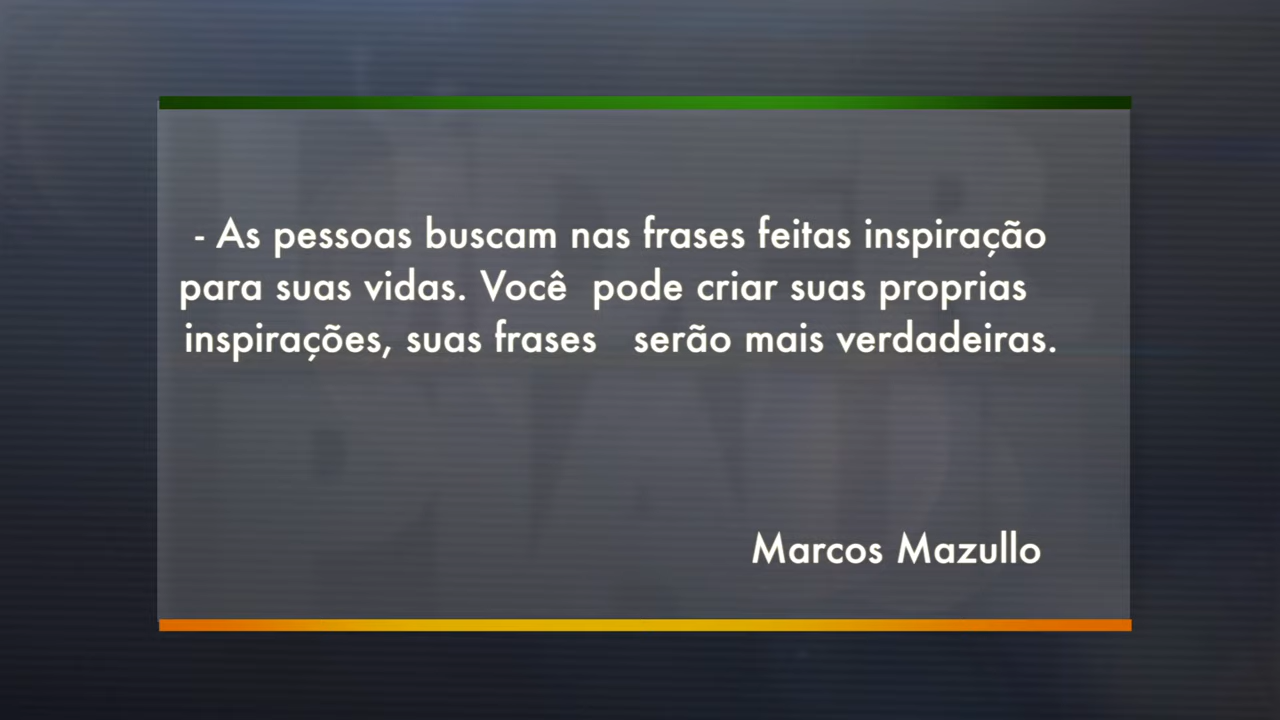 - As pessoas buscam nas frases feitas inspiração
para suas vidas. Você pode criar suas proprias
inspirações, suas frases serão mais verdadeiras.
Marcos Mazullo